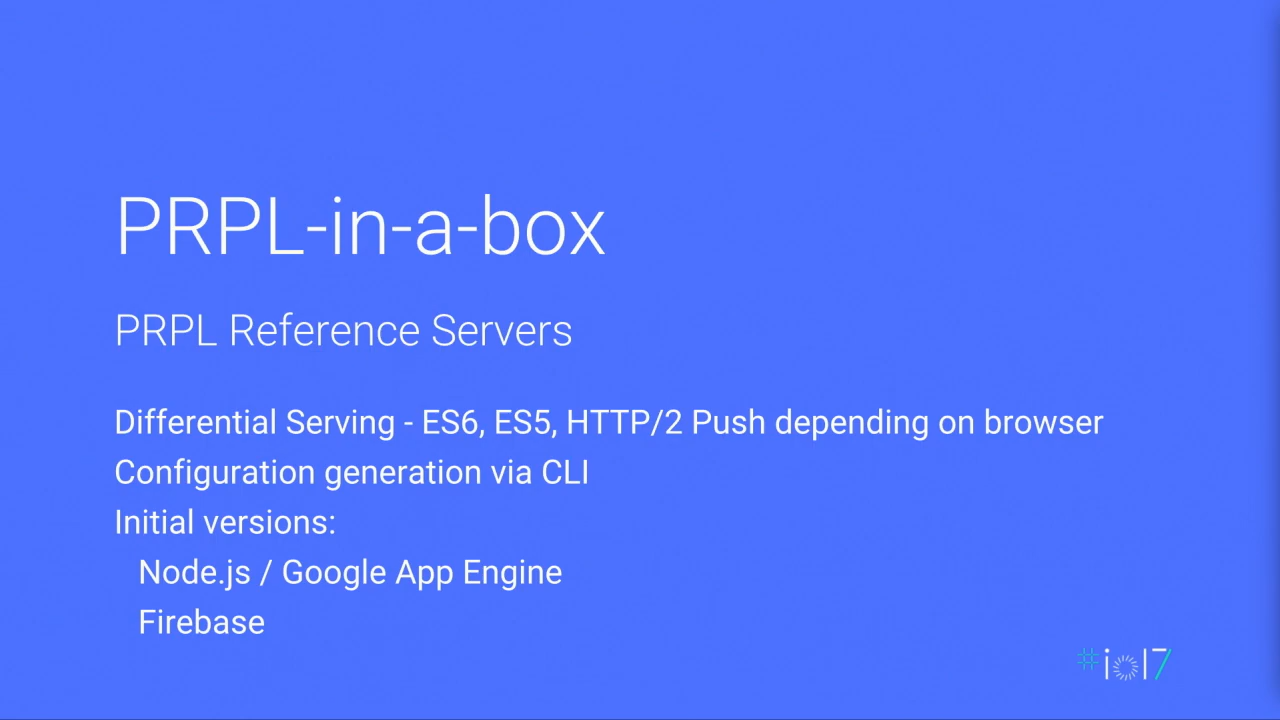 PRPL-in-a-box
PRPL Reference Servers
Differential Serving - ES6, ES5, HTTP/2 Push depending on browser
Configuration generation via CLI
Initial versions:
Node.js / Google App Engine
Firebase
#io17